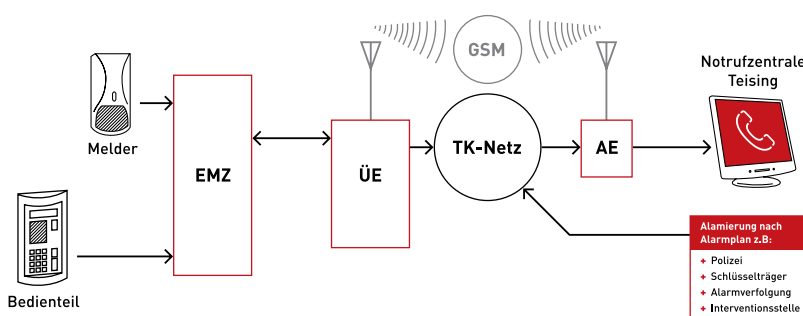 GSM
Notrufzentrale
Teising
Melder
EMZ
ÜE
TK-Netz
AE
Bedienteil
Alamierung nach
Alarmplan z.B:
+ Polizei
+ Schlüsselträger
+ Alarmverfolgung
+ Interventionsstelle